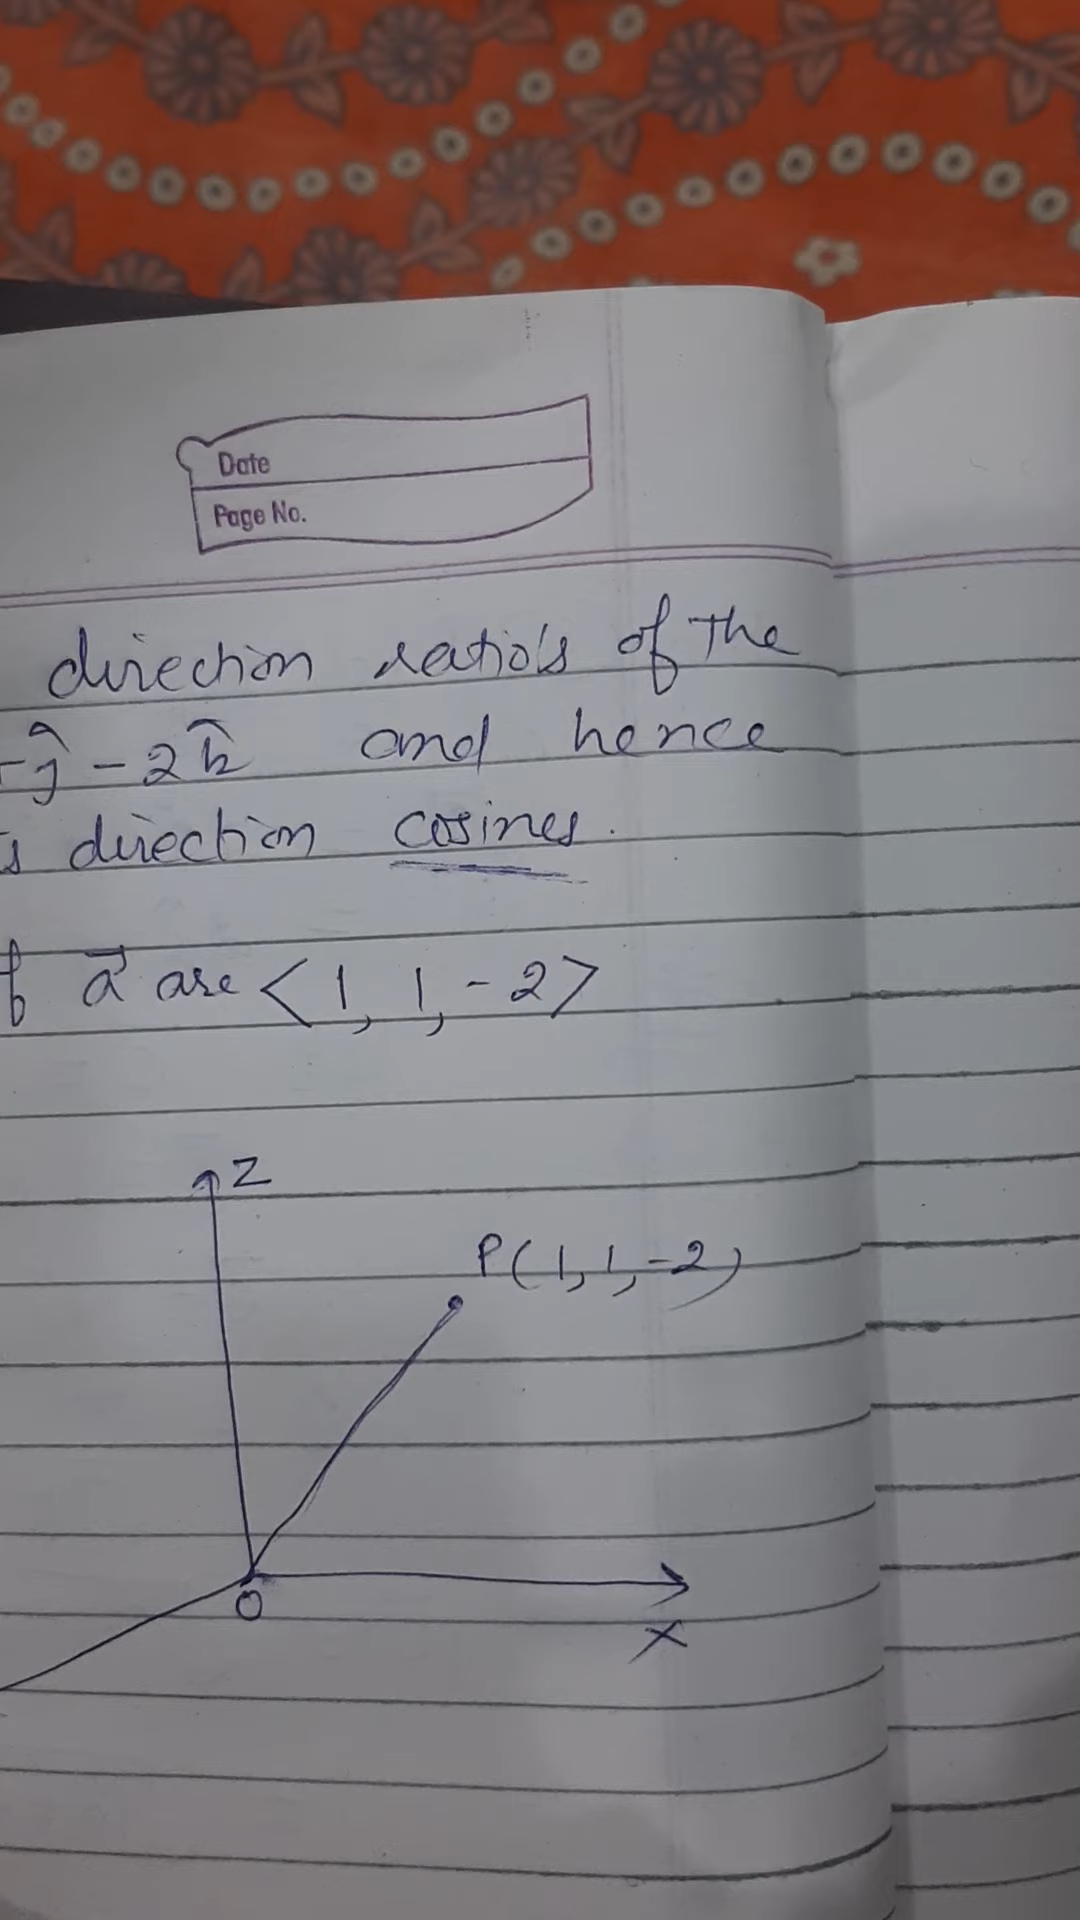 Date
Page No.
direction ratio's of the
ĵ - 2k̂ and hence
s direction cosines.
f a⃗ are <1, 1, -2>
Z
P(1, 1, -2)
O
X